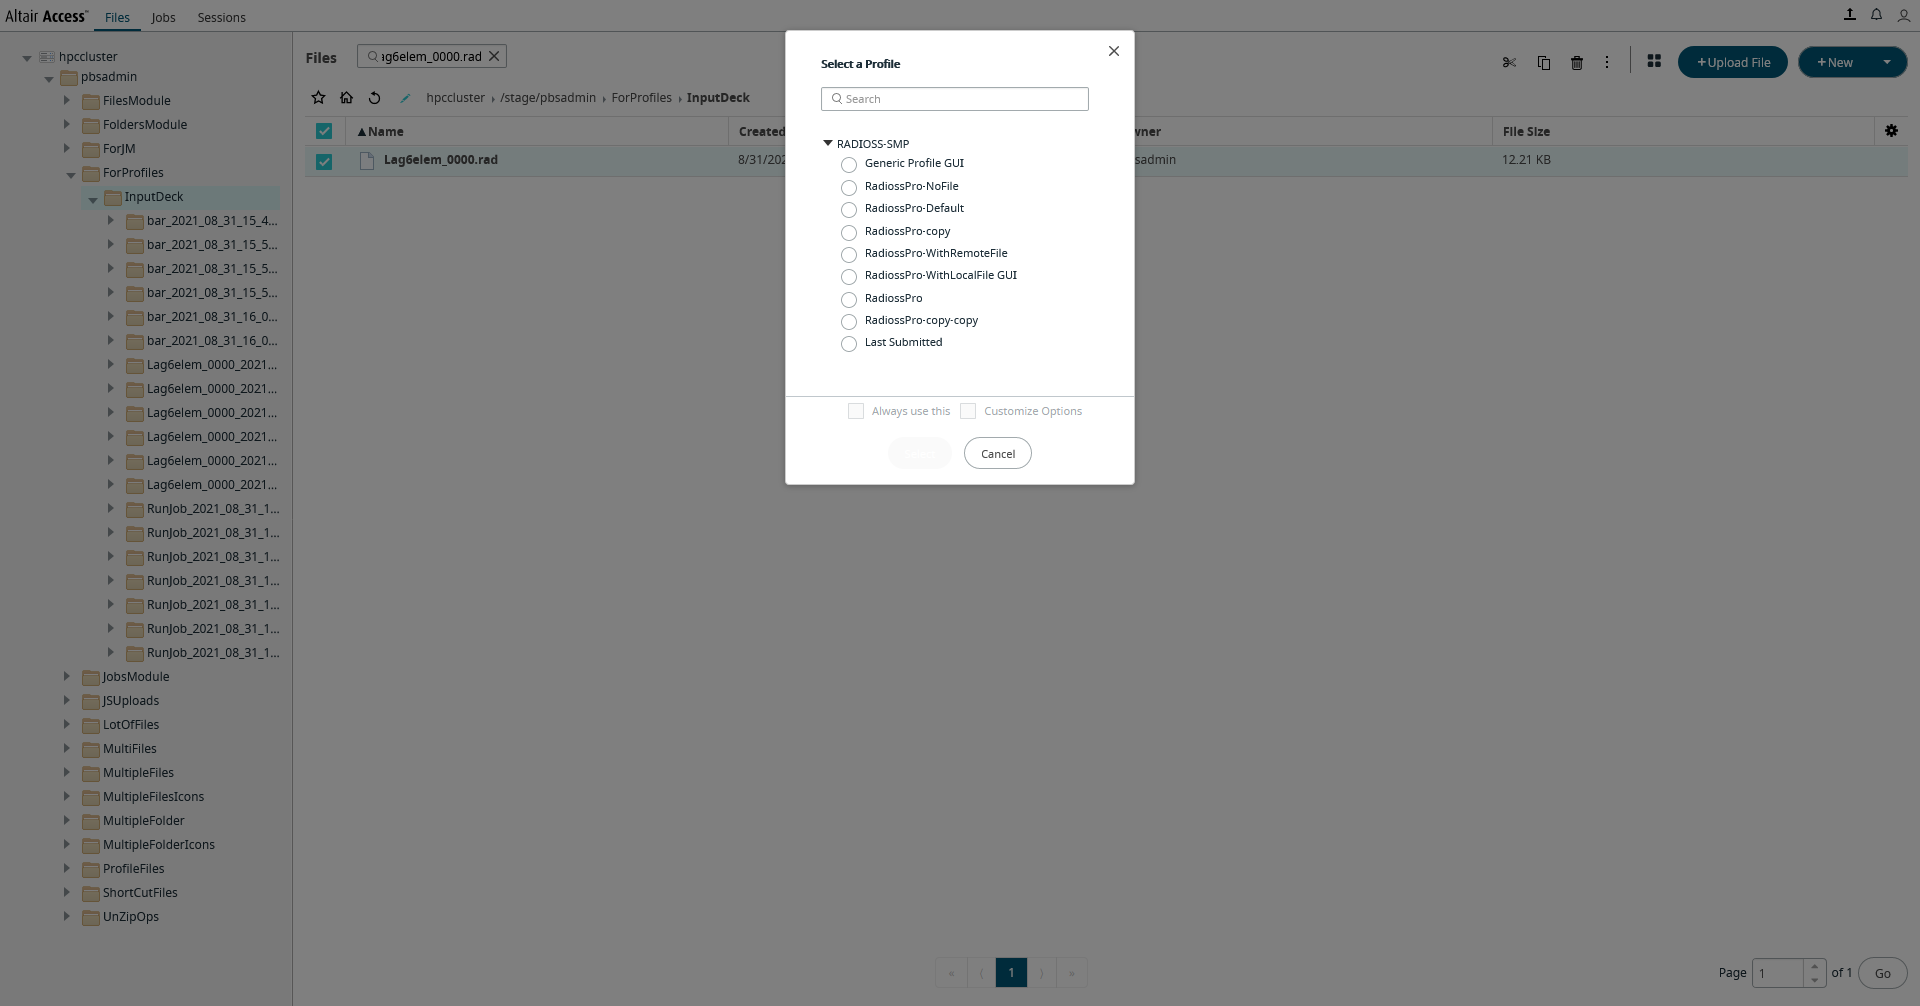 Altair Access™ Files Jobs Sessions
hpccluster
pbsadmin
FilesModule
FoldersModule
ForJM
ForProfiles
InputDeck
bar_2021_08_31_15_4...
bar_2021_08_31_15_5...
bar_2021_08_31_15_5...
bar_2021_08_31_15_5...
bar_2021_08_31_16_0...
bar_2021_08_31_16_0...
Lag6elem_0000_2021...
Lag6elem_0000_2021...
Lag6elem_0000_2021...
Lag6elem_0000_2021...
Lag6elem_0000_2021...
Lag6elem_0000_2021...
RunJob_2021_08_31_1...
RunJob_2021_08_31_1...
RunJob_2021_08_31_1...
RunJob_2021_08_31_1...
RunJob_2021_08_31_1...
RunJob_2021_08_31_1...
RunJob_2021_08_31_1...
JobsModule
JSUploads
LotOfFiles
MultiFiles
MultipleFiles
MultipleFilesIcons
MultipleFolder
MultipleFolderIcons
ProfileFiles
ShortCutFiles
UnZipOps
Files ag6elem_0000.rad
+Upload File +New
hpccluster › /stage/pbsadmin › ForProfiles › InputDeck
▲Name Created wner File Size
Lag6elem_0000.rad 8/31/202 sadmin 12.21 KB
Select a Profile
Search
RADIOSS-SMP
Generic Profile GUI
RadiossPro-NoFile
RadiossPro-Default
RadiossPro-copy
RadiossPro-WithRemoteFile
RadiossPro-WithLocalFile GUI
RadiossPro
RadiossPro-copy-copy
Last Submitted
Always use this Customize Options
Cancel
« ⟨ 1 ⟩ » Page 1 of 1 Go